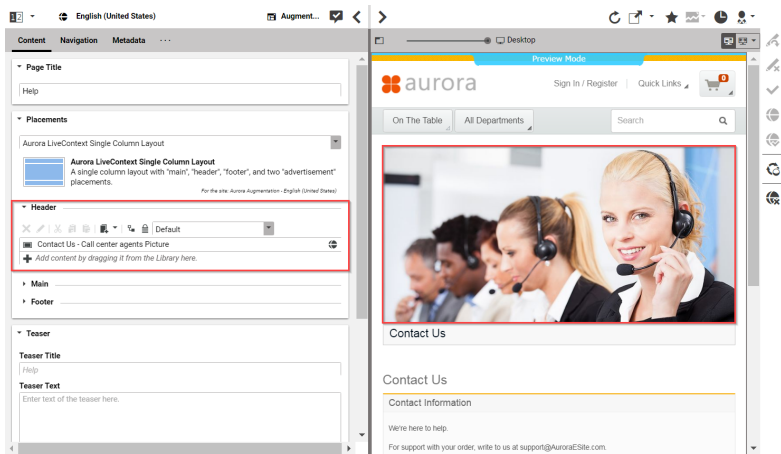 English (United States)
Augment...
Content Navigation Metadata ...
Page Title
Help
Placements
Aurora LiveContext Single Column Layout
Aurora LiveContext Single Column Layout
A single column layout with "main", "header", "footer", and two "advertisement"
placements.
For the site: Aurora Augmentation - English (United States)
Header
Default
Contact Us - Call center agents Picture
Add content by dragging it from the Library here.
Main
Footer
Teaser
Teaser Title
Help
Teaser Text
Enter text of the teaser here.
Desktop
Preview Mode
aurora
Sign In / Register
Quick Links
0
On The Table
All Departments
Search
Contact Us
Contact Us
Contact Information
We're here to help.
For support with your order, write to us at support@AuroraESite.com.